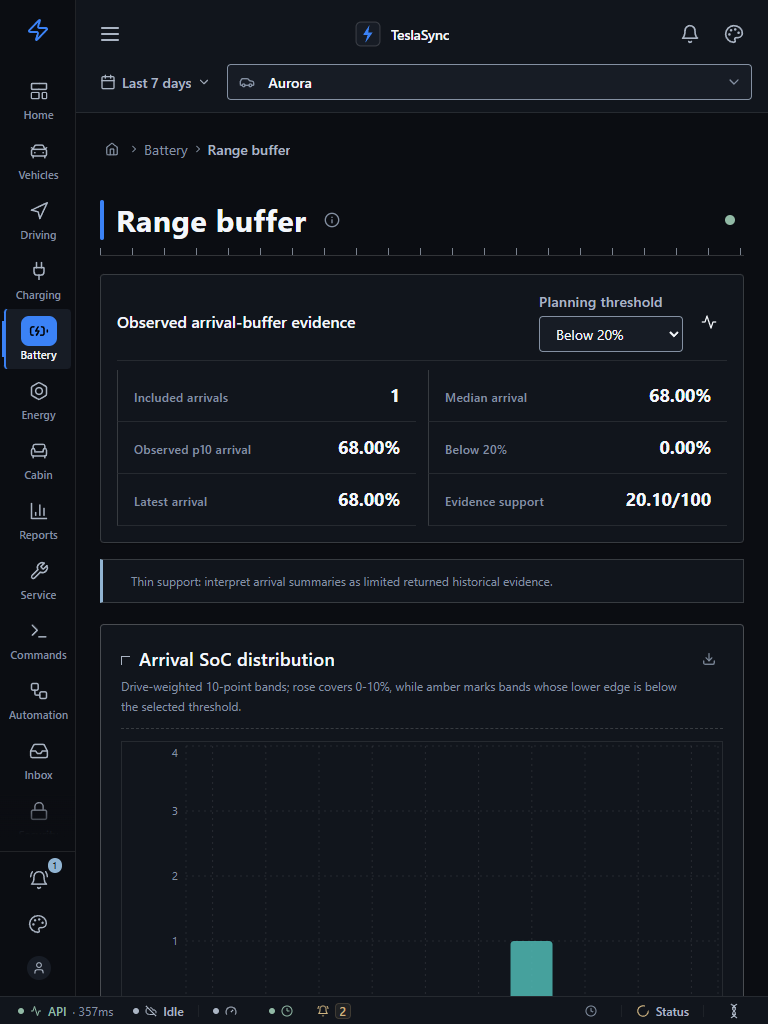 TeslaSync
Last 7 days
Aurora
Home
Vehicles
Driving
Charging
Battery
Energy
Cabin
Reports
Service
Commands
Automation
Inbox
1
Battery
Range buffer
Range buffer
Observed arrival-buffer evidence
Planning threshold
Below 20%
Included arrivals
1
Median arrival
68.00%
Observed p10 arrival
68.00%
Below 20%
0.00%
Latest arrival
68.00%
Evidence support
20.10/100
Thin support: interpret arrival summaries as limited returned historical evidence.
Arrival SoC distribution
Drive-weighted 10-point bands; rose covers 0-10%, while amber marks bands whose lower edge is below
the selected threshold.
4
3
2
1
API · 357ms
Idle
2
Status